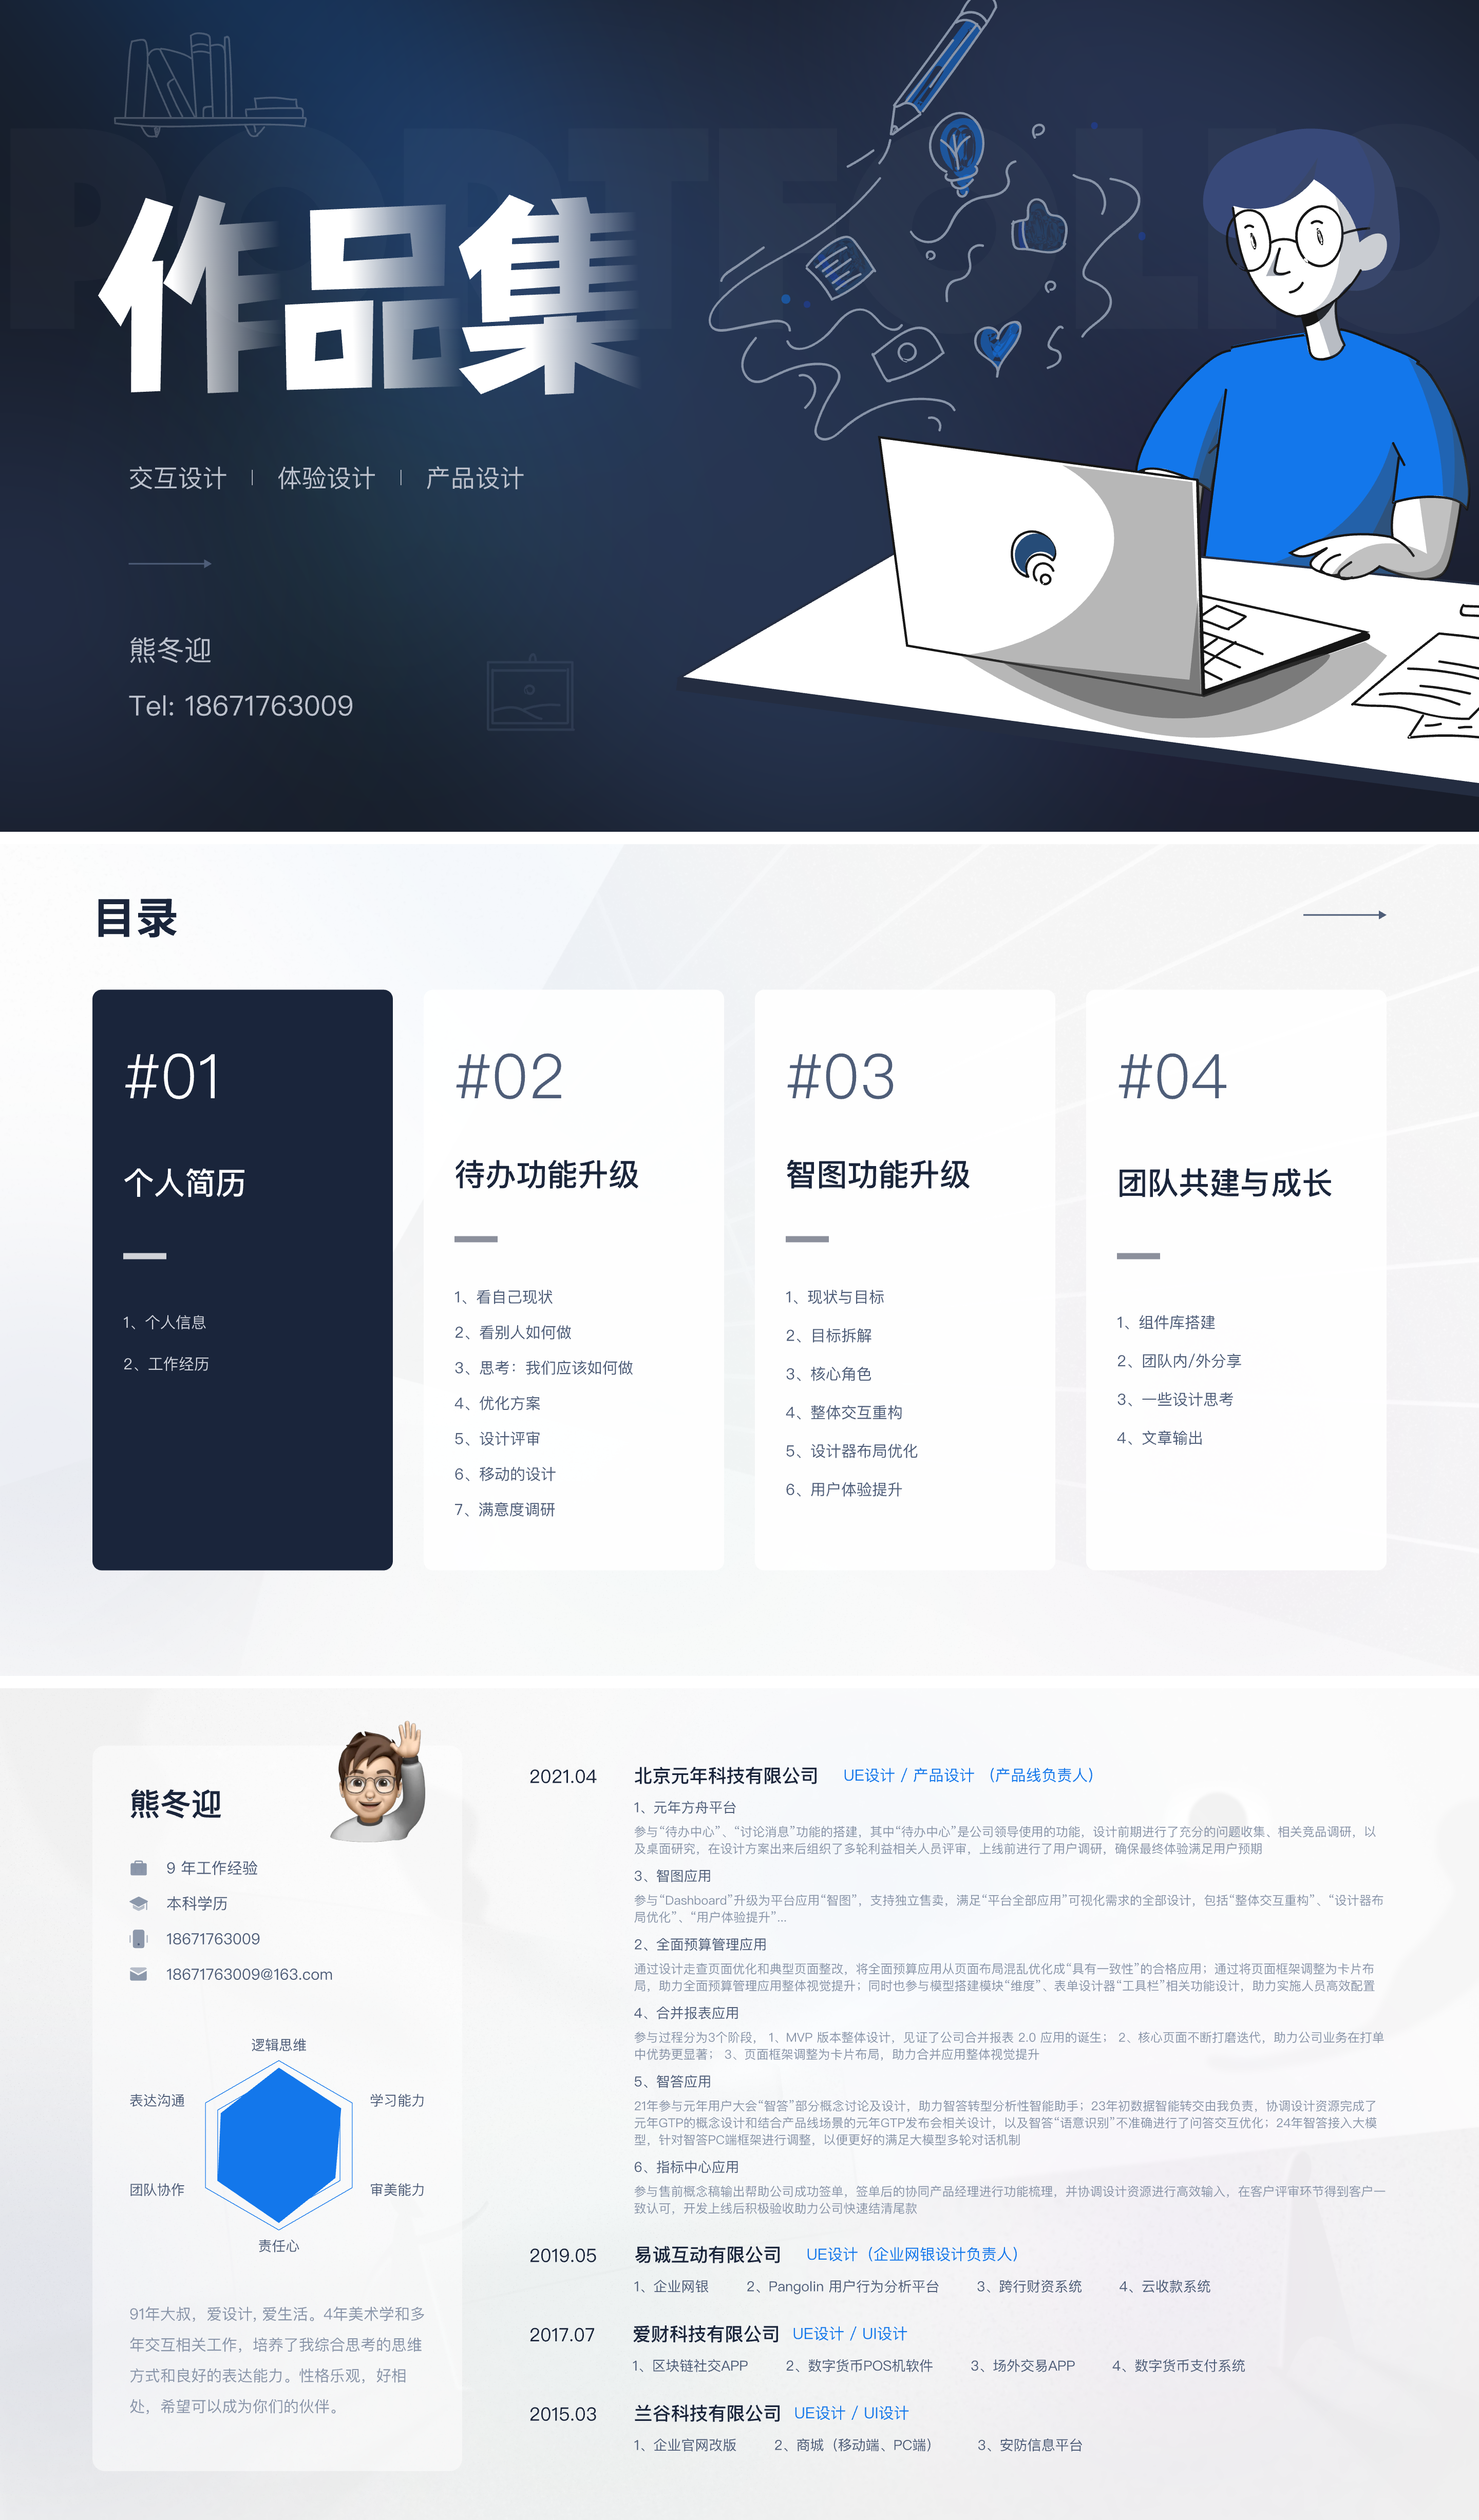 PORTFOLIO
作品集
交互设计 | 体验设计 | 产品设计
熊冬迎
Tel: 18671763009
目录
#01
个人简历
1、个人信息
2、工作经历
#02
待办功能升级
1、看自己现状
2、看别人如何做
3、思考：我们应该如何做
4、优化方案
5、设计评审
6、移动的设计
7、满意度调研
#03
智图功能升级
1、现状与目标
2、目标拆解
3、核心角色
4、整体交互重构
5、设计器布局优化
6、用户体验提升
#04
团队共建与成长
1、组件库搭建
2、团队内/外分享
3、一些设计思考
4、文章输出
熊冬迎
9 年工作经验
本科学历
18671763009
18671763009@163.com
逻辑思维
表达沟通
学习能力
团队协作
审美能力
责任心
91年大叔，爱设计, 爱生活。4年美术学和多
年交互相关工作，培养了我综合思考的思维
方式和良好的表达能力。性格乐观，好相
处，希望可以成为你们的伙伴。
2021.04 北京元年科技有限公司 UE设计 / 产品设计 （产品线负责人）
1、元年方舟平台
参与“待办中心”、“讨论消息”功能的搭建，其中“待办中心”是公司领导使用的功能，设计前期进行了充分的问题收集、相关竞品调研，以
及桌面研究，在设计方案出来后组织了多轮利益相关人员评审，上线前进行了用户调研，确保最终体验满足用户预期
3、智图应用
参与“Dashboard”升级为平台应用“智图”，支持独立售卖，满足“平台全部应用”可视化需求的全部设计，包括“整体交互重构”、“设计器布
局优化”、“用户体验提升”...
2、全面预算管理应用
通过设计走查页面优化和典型页面整改，将全面预算应用从页面布局混乱优化成“具有一致性”的合格应用；通过将页面框架调整为卡片布
局，助力全面预算管理应用整体视觉提升；同时也参与模型搭建模块“维度”、表单设计器“工具栏”相关功能设计，助力实施人员高效配置
4、合并报表应用
参与过程分为3个阶段， 1、MVP 版本整体设计，见证了公司合并报表 2.0 应用的诞生； 2、核心页面不断打磨迭代，助力公司业务在打单
中优势更显著； 3、页面框架调整为卡片布局，助力合并应用整体视觉提升
5、智答应用
21年参与元年用户大会“智答”部分概念讨论及设计，助力智答转型分析性智能助手；23年初数据智能转交由我负责，协调设计资源完成了
元年GTP的概念设计和结合产品线场景的元年GTP发布会相关设计，以及智答“语意识别”不准确进行了问答交互优化；24年智答接入大模
型，针对智答PC端框架进行调整，以便更好的满足大模型多轮对话机制
6、指标中心应用
参与售前概念稿输出帮助公司成功签单，签单后的协同产品经理进行功能梳理，并协调设计资源进行高效输入，在客户评审环节得到客户一
致认可，开发上线后积极验收助力公司快速结清尾款
2019.05 易诚互动有限公司 UE设计（企业网银设计负责人）
1、企业网银 2、Pangolin 用户行为分析平台 3、跨行财资系统 4、云收款系统
2017.07 爱财科技有限公司 UE设计 / UI设计
1、区块链社交APP 2、数字货币POS机软件 3、场外交易APP 4、数字货币支付系统
2015.03 兰谷科技有限公司 UE设计 / UI设计
1、企业官网改版 2、商城（移动端、PC端） 3、安防信息平台